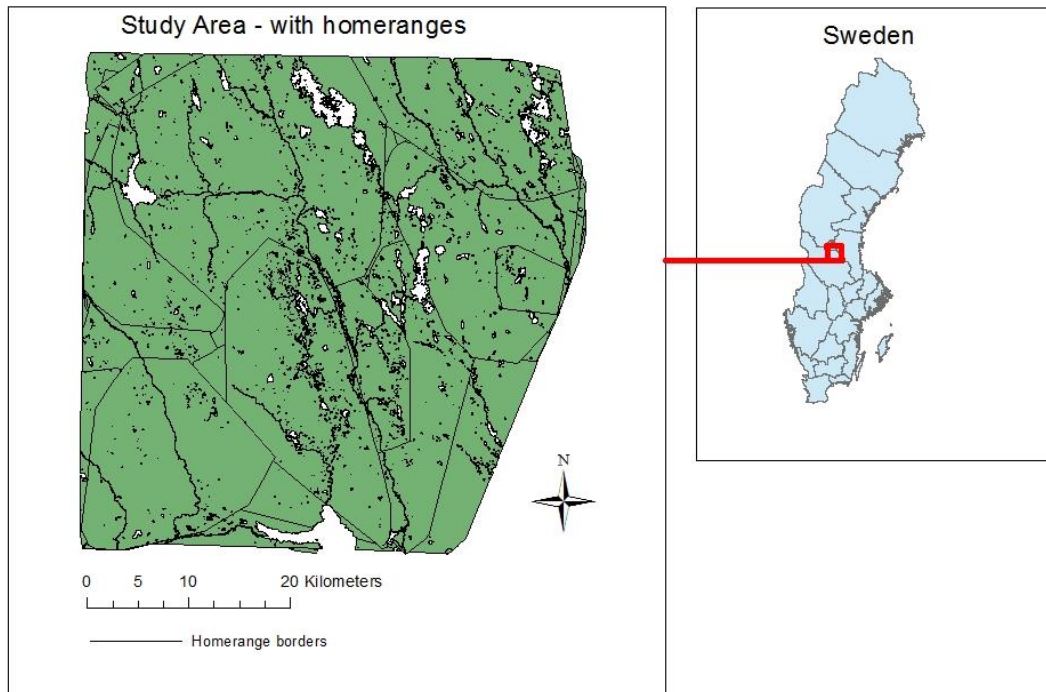 Study Area - with homeranges
Sweden
N
0 5 10 20 Kilometers
Homerange borders